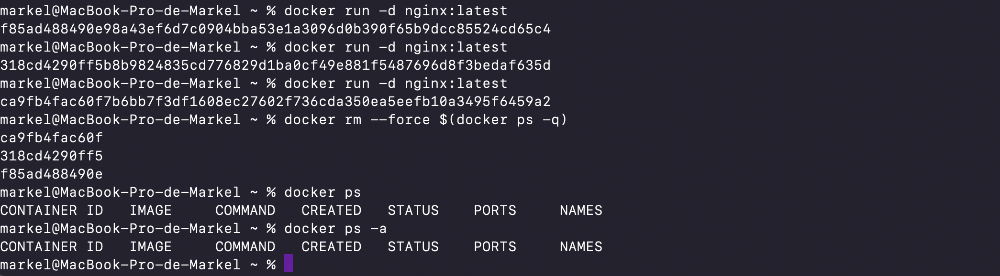 markel@MacBook-Pro-de-Markel ~ % docker run -d nginx:latest
f85ad488490e98a43ef6d7c0904bba53e1a3096d0b390f65b9dcc85524cd65c4
markel@MacBook-Pro-de-Markel ~ % docker run -d nginx:latest
318cd4290ff5b8b9824835cd776829d1ba0cf49e881f5487696d8f3bedaf635d
markel@MacBook-Pro-de-Markel ~ % docker run -d nginx:latest
ca9fb4fac60f7b6bb7f3df1608ec27602f736cda350ea5eefb10a3495f6459a2
markel@MacBook-Pro-de-Markel ~ % docker rm --force $(docker ps -q)
ca9fb4fac60f
318cd4290ff5
f85ad488490e
markel@MacBook-Pro-de-Markel ~ % docker ps
CONTAINER ID   IMAGE     COMMAND   CREATED   STATUS    PORTS     NAMES
markel@MacBook-Pro-de-Markel ~ % docker ps -a
CONTAINER ID   IMAGE     COMMAND   CREATED   STATUS    PORTS     NAMES
markel@MacBook-Pro-de-Markel ~ %